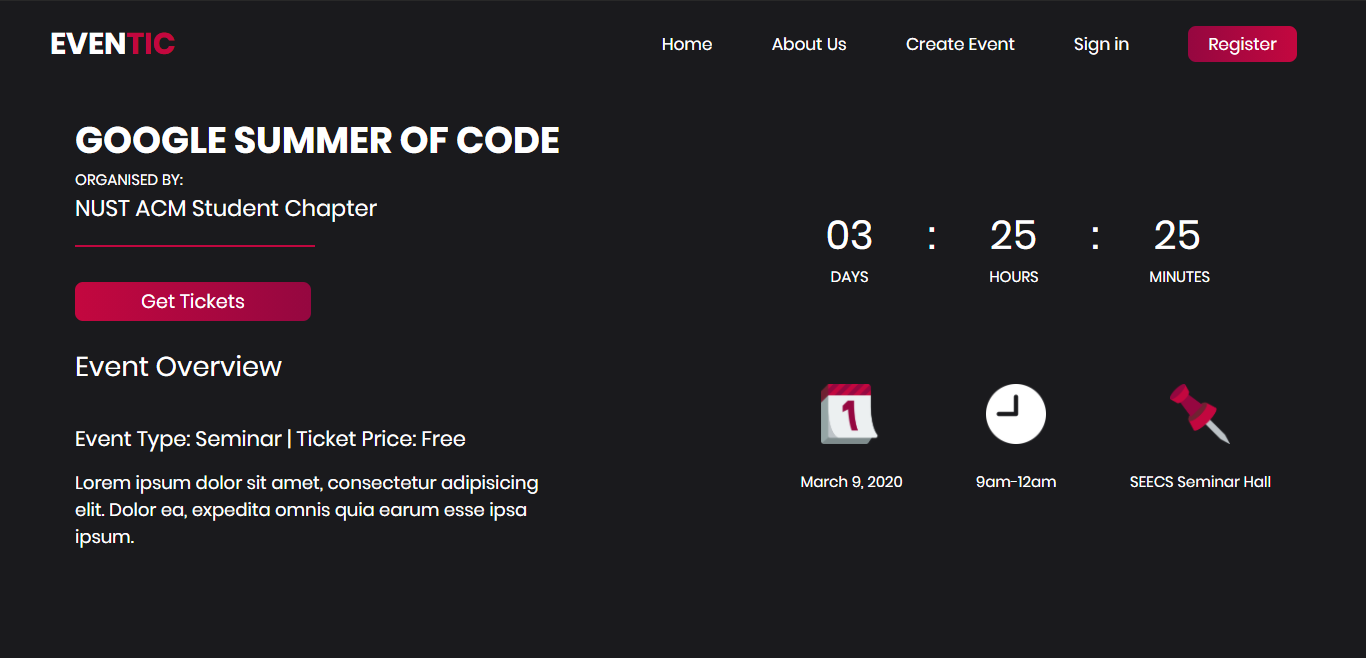 EVENTIC
Home About Us Create Event Sign in Register
GOOGLE SUMMER OF CODE
ORGANISED BY:
NUST ACM Student Chapter
Get Tickets
Event Overview
Event Type: Seminar | Ticket Price: Free
Lorem ipsum dolor sit amet, consectetur adipisicing
elit. Dolor ea, expedita omnis quia earum esse ipsa
ipsum.
03 : 25 : 25
DAYS HOURS MINUTES
1
March 9, 2020 9am-12am SEECS Seminar Hall